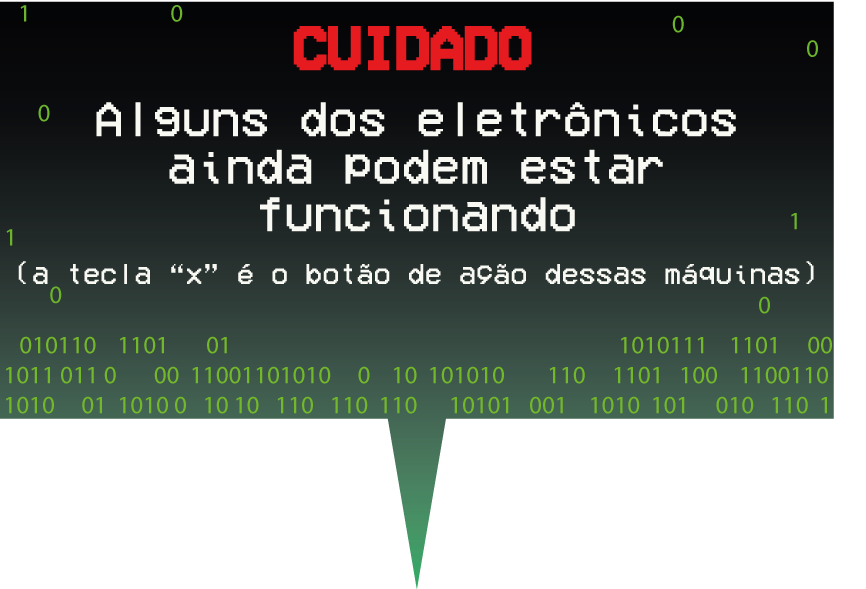 1 0
CUIDADO
0
0
0
Alguns dos eletrônicos
ainda podem estar
funcionando
1
1
(a tecla “x” é o botão de ação dessas máquinas)
0
0
010110 1101 01 1010111 1101 00
1011 011 0 00 11001101010 0 10 101010 110 1101 100 1100110
1010 01 1010 0 10 10 110 110 110 10101 001 1010 101 010 110 1